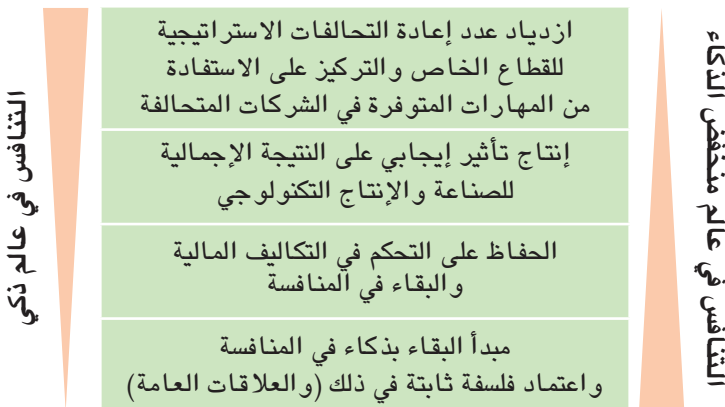 التنافس في عالم منخفض الذكاء
ازدياد عدد إعادة التحالفات الاستراتيجية
للقطاع الخاص والتركيز على الاستفادة
من المهارات المتوفرة في الشركات المتحالفة
إنتاج تأثير إيجابي على النتيجة الإجمالية
للصناعة والإنتاج التكنولوجي
الحفاظ على التحكم في التكاليف المالية
والبقاء في المنافسة
مبدأ البقاء بذكاء في المنافسة
واعتماد فلسفة ثابتة في ذلك (والعلاقات العامة)
التنافس في عالم ذكي